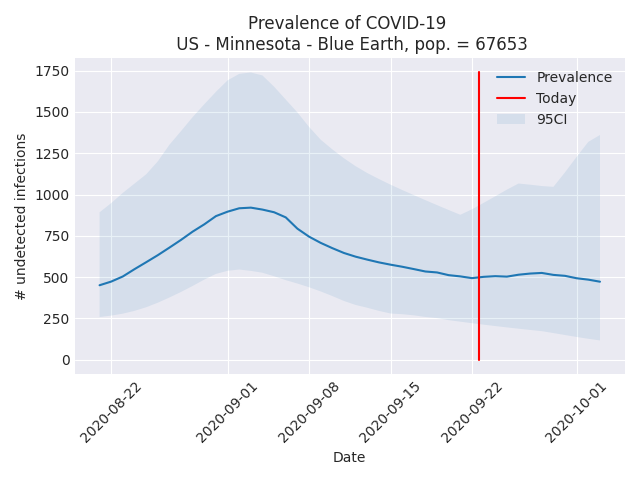 Prevalence of COVID-19
US - Minnesota - Blue Earth, pop. = 67653
1750
1500
1250
1000
750
500
250
0
# undetected infections
Prevalence
Today
95CI
2020-08-22
2020-09-01
2020-09-08
2020-09-15
2020-09-22
2020-10-01
Date